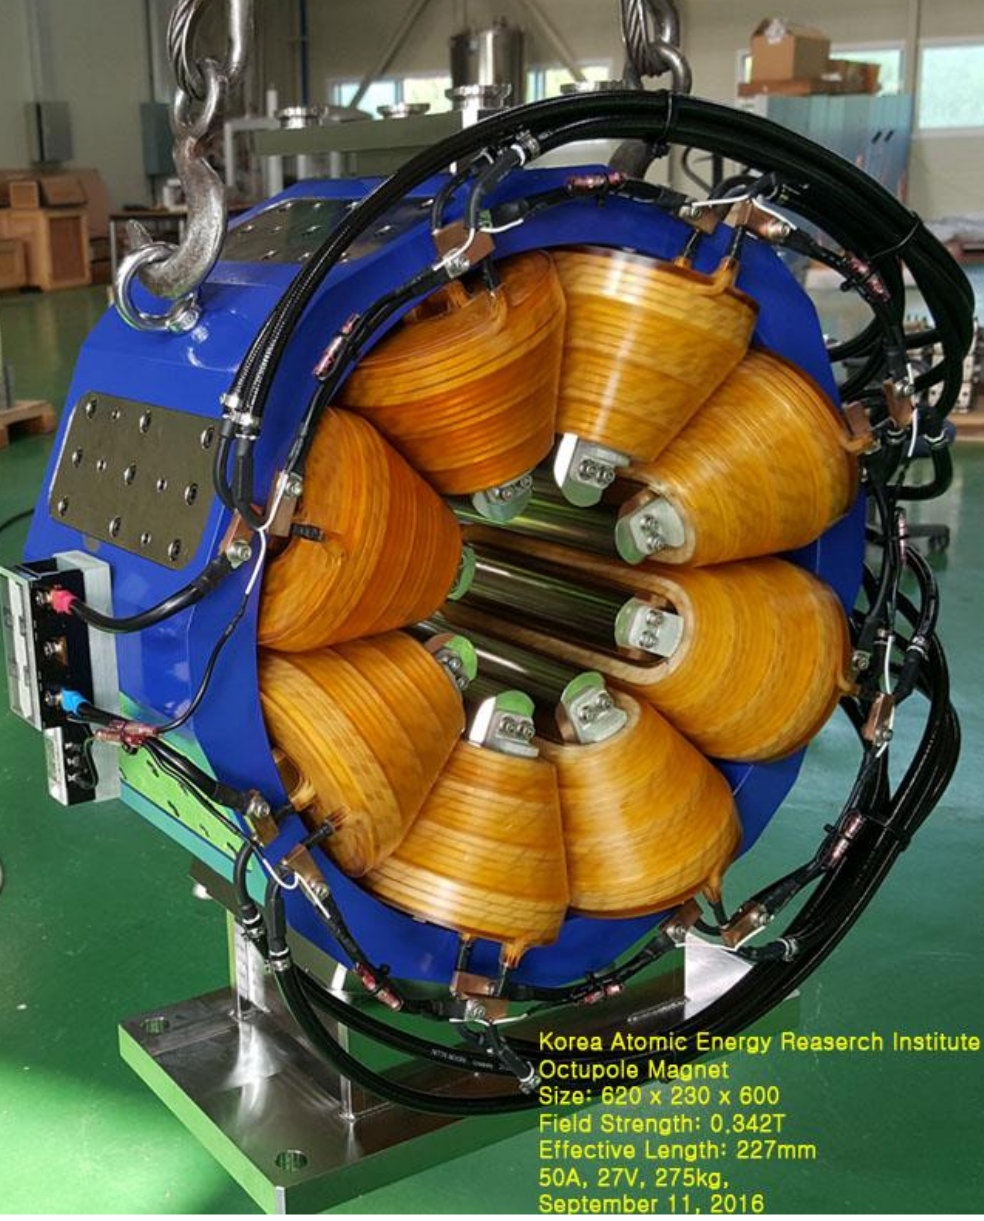 Korea Atomic Energy Reaserch Institute
Octupole Magnet
Size: 620 x 230 x 600
Field Strength: 0,342T
Effective Length: 227mm
50A, 27V, 275kg,
September 11, 2016